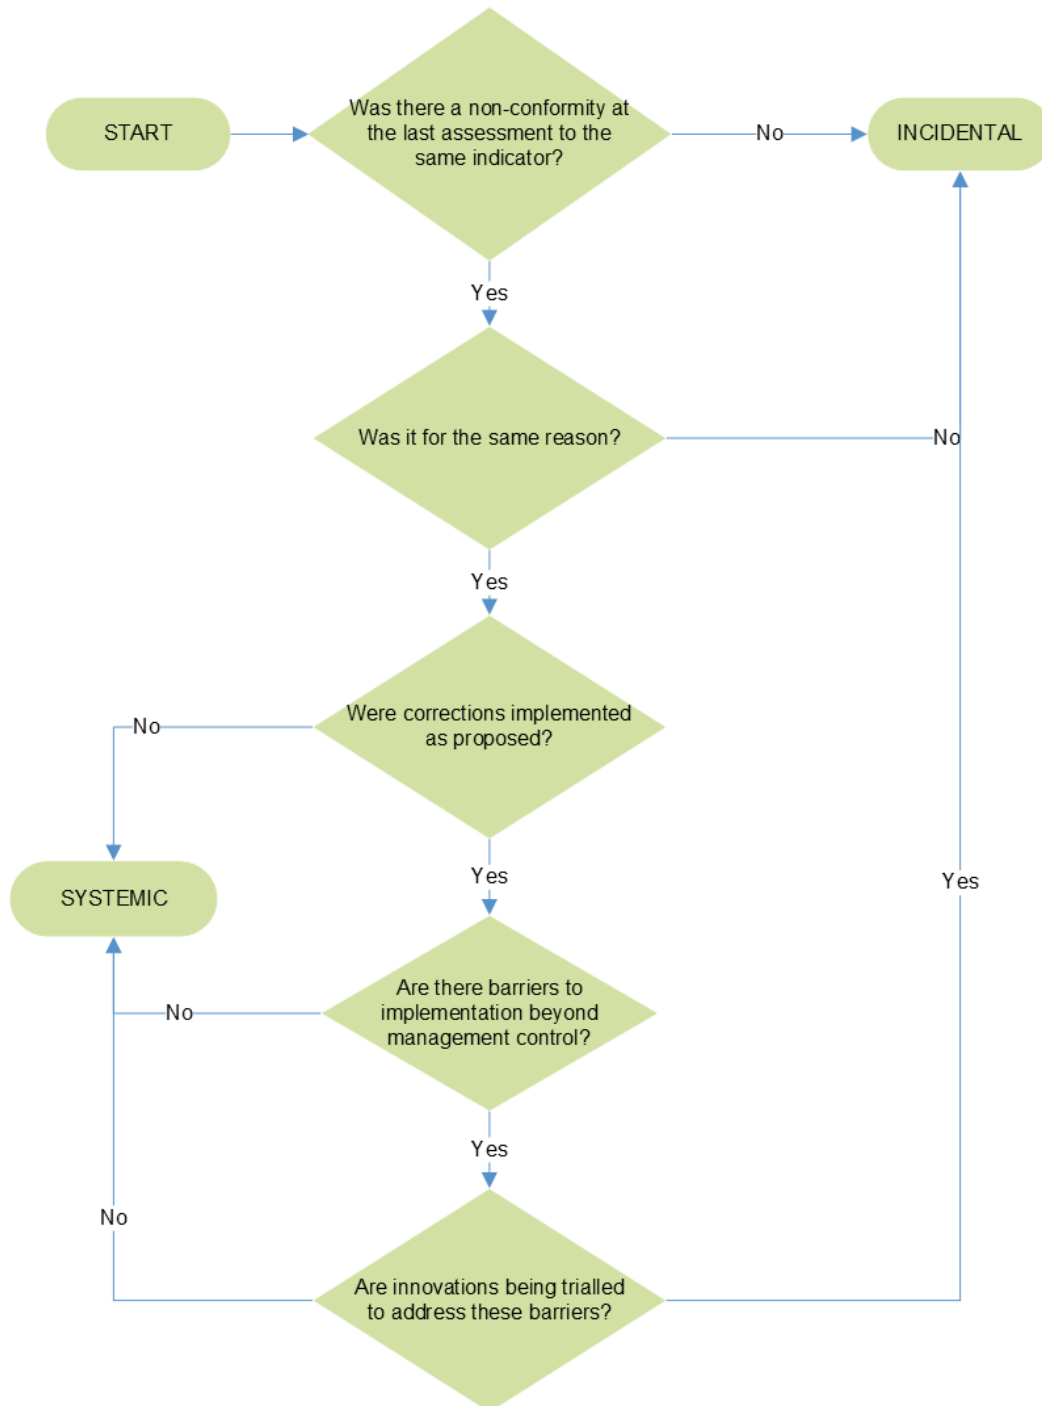 START
Was there a non-conformity at
the last assessment to the
same indicator?
No
INCIDENTAL
Yes
Was it for the same reason?
No
Yes
Were corrections implemented
as proposed?
No
Yes
SYSTEMIC
Yes
Are there barriers to
implementation beyond
management control?
No
Yes
No
Are innovations being trialled
to address these barriers?